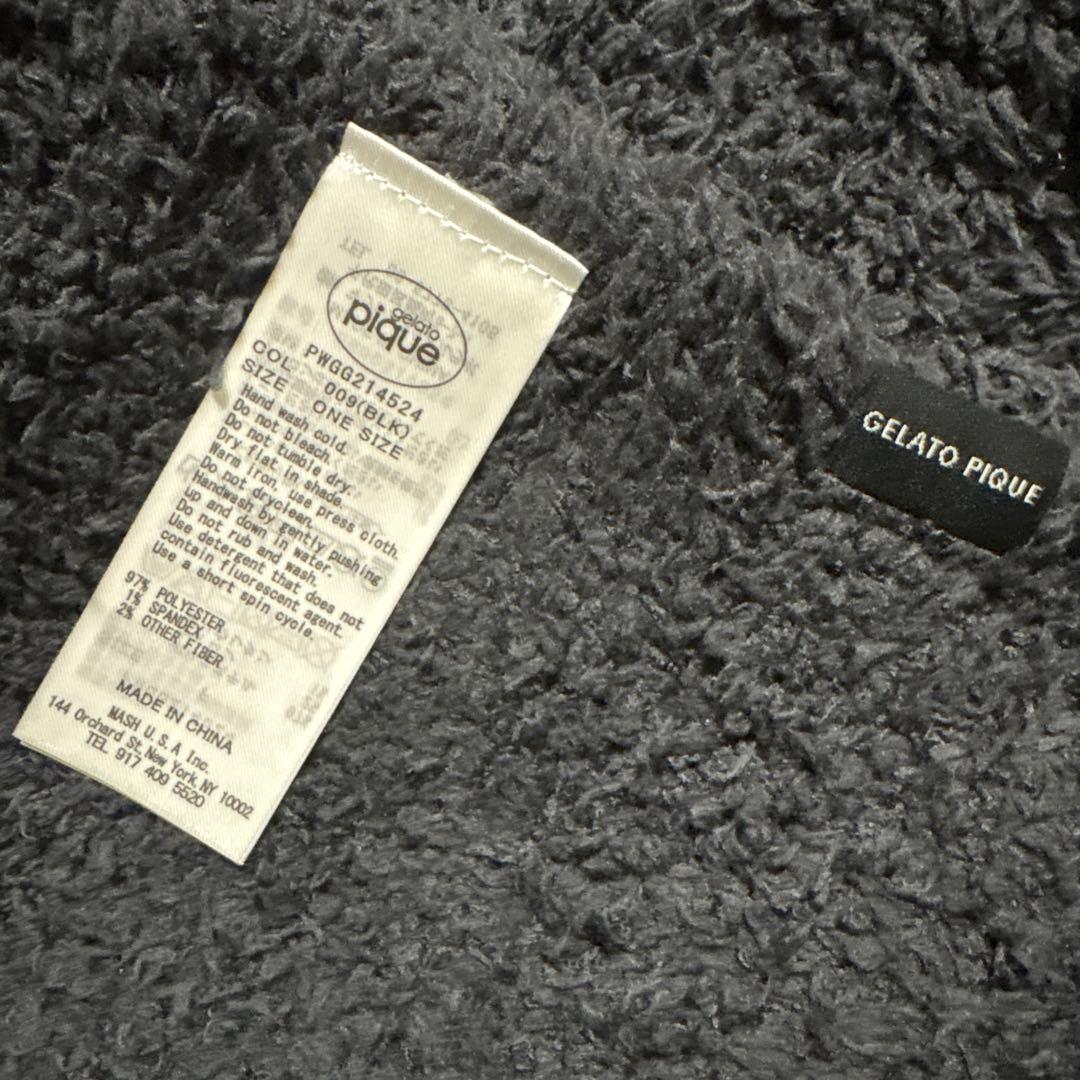 gelato
pique
PWGG214524
COL 009(BLK)
SIZE ONE SIZE
Hand wash cold.
Do not bleach.
Do not tumble dry.
Dry flat in shade.
Warm iron, use press cloth.
Do not dryclean.
Handwash by gently pushing
up and down in water.
Do not rub and wash.
Use detergent that does not
contain fluorescent agent.
Use a short spin cycle.
97% POLYESTER
1% SPANDEX
2% OTHER FIBER
MADE IN CHINA
MASH U.S.A Inc.
144 Orchard St. New York, NY 10002
TEL 917 409 5520
GELATO PIQUE